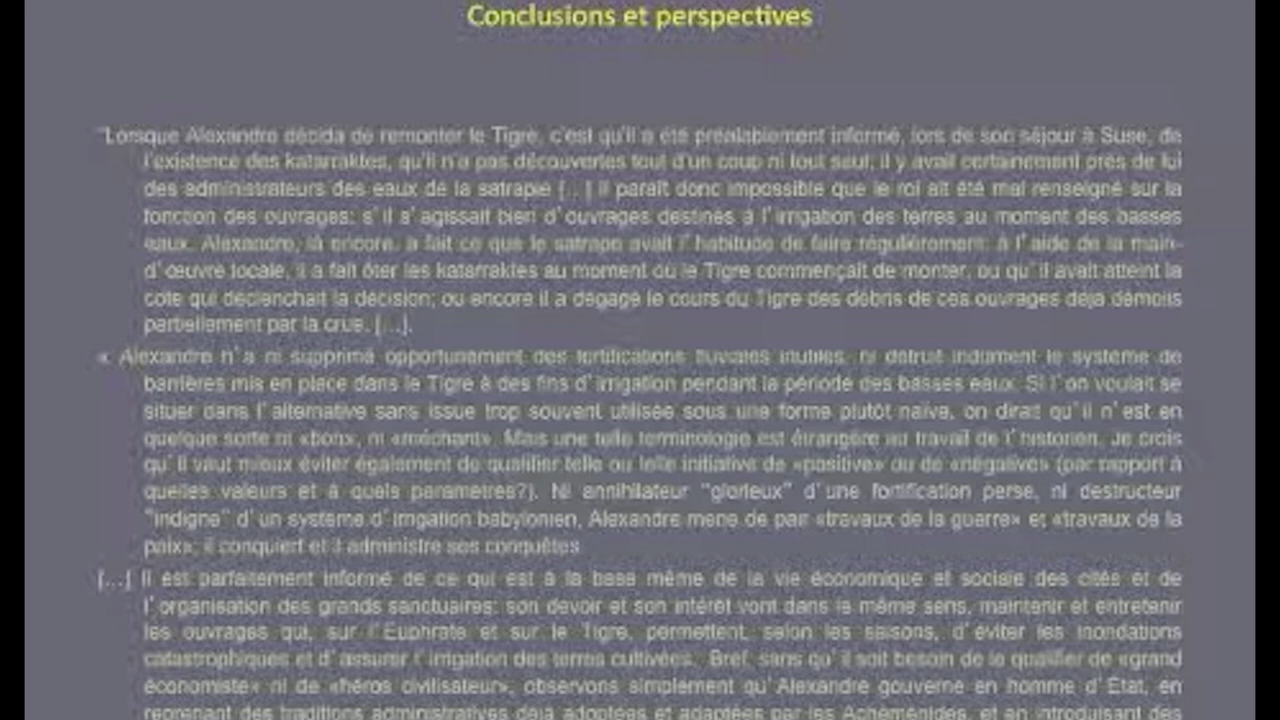 Conclusions et perspectives
"Lorsque Alexandre décida de remonter le Tigre, c'est qu'il a été préalablement informé, lors de son séjour à Suse, de
l'existence des katarraktes, qu'il n'a pas découvertes tout d'un coup ni tout seul; il y avait certainement près de lui
des administrateurs des eaux de la satrapie [...] Il paraît donc impossible que le roi ait été mal renseigné sur la
fonction des ouvrages: s'il s'agissait bien d'ouvrages destinés à l'irrigation des terres au moment des basses
eaux. Alexandre, là encore, a fait ce que le satrape avait l'habitude de faire régulièrement: à l'aide de la main-
d'œuvre locale, il a fait ôter les katarraktes au moment où le Tigre commençait de monter, ou qu'il avait atteint la
cote qui déclenchait la décision; ou encore il a dégagé le cours du Tigre des débris de ces ouvrages déjà démolis
partiellement par la crue. [...].
« Alexandre n'a ni supprimé opportunément des fortifications fluviales inutiles, ni détruit indûment le système de
barrières mis en place dans le Tigre à des fins d'irrigation pendant la période des basses eaux. Si l'on voulait se
situer dans l'alternative sans issue trop souvent utilisée sous une forme plutôt naïve, on dirait qu'il n'est en
quelque sorte ni «bon», ni «méchant». Mais une telle terminologie est étrangère au travail de l'historien. Je crois
qu'il vaut mieux éviter également de qualifier telle ou telle initiative de «positive» ou de «négative» (par rapport à
quelles valeurs et à quels paramètres?). Ni annihilateur "glorieux" d'une fortification perse, ni destructeur
"indigne" d'un système d'irrigation babylonien, Alexandre mène de pair «travaux de la guerre» et «travaux de la
paix»; il conquiert et il administre ses conquêtes
[...] Il est parfaitement informé de ce qui est à la base même de la vie économique et sociale des cités et de
l'organisation des grands sanctuaires: son devoir et son intérêt vont dans le même sens, maintenir et entretenir
les ouvrages qui, sur l'Euphrate et sur le Tigre, permettent, selon les saisons, d'éviter les inondations
catastrophiques et d'assurer l'irrigation des terres cultivées. Bref, sans qu'il soit besoin de le qualifier de «grand
économiste» ni de «héros civilisateur», observons simplement qu'Alexandre gouverne en homme d'État, en
reprenant des traditions administratives déjà adoptées et adaptées par les Achéménides, et en introduisant des